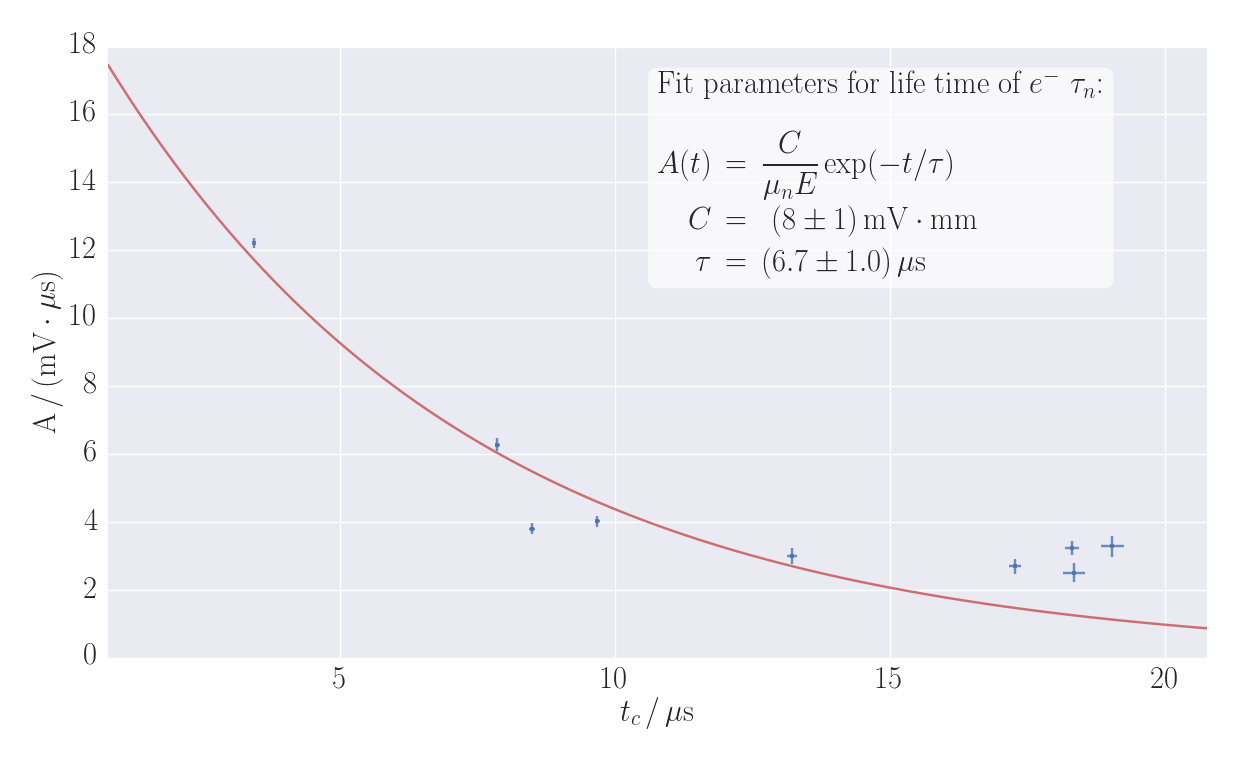 18
16
14
12
10
8
6
4
2
0
A / (mV · μs)
Fit parameters for life time of e⁻ τₙ:
A(t) = C/(μₙE) exp(−t/τ)
C = (8 ± 1) mV · mm
τ = (6.7 ± 1.0) μs
5 10 15 20
t_c / μs